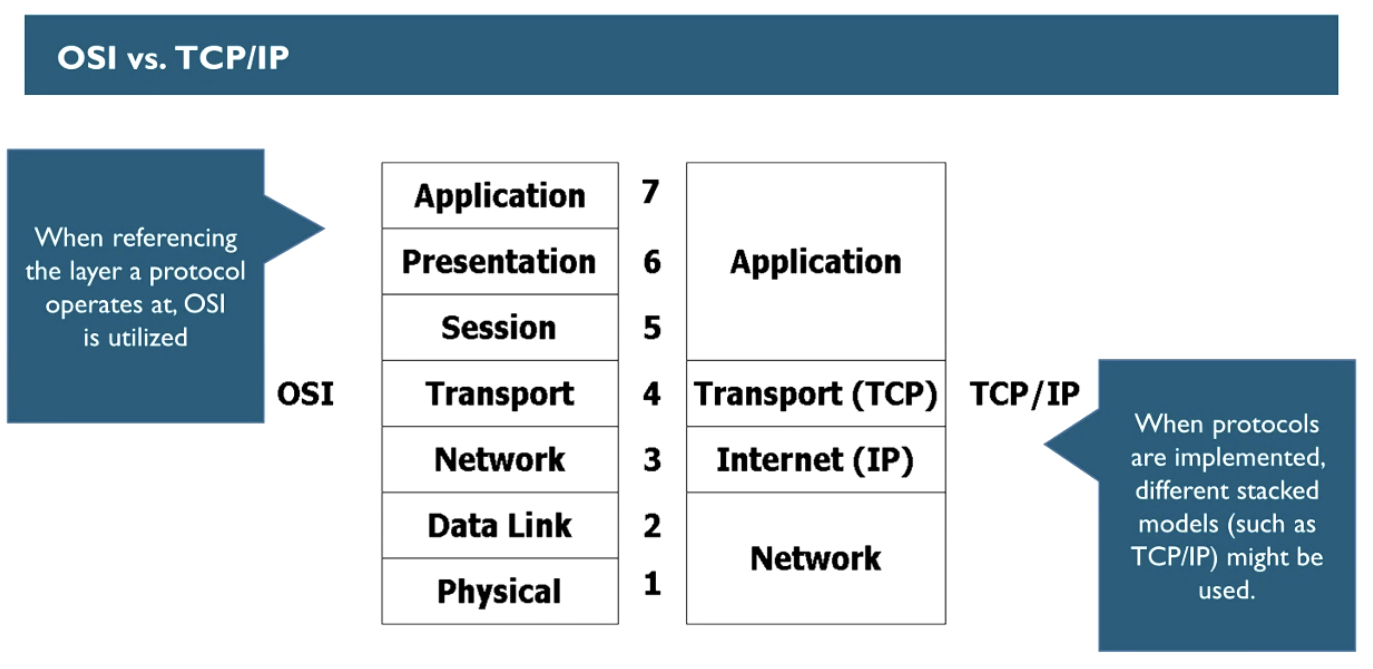 OSI vs. TCP/IP
When referencing
the layer a protocol
operates at, OSI
is utilized
OSI
Application 7
Presentation 6
Session 5
Transport 4
Network 3
Data Link 2
Physical 1
Application
Transport (TCP)
Internet (IP)
Network
TCP/IP
When protocols
are implemented,
different stacked
models (such as
TCP/IP) might be
used.